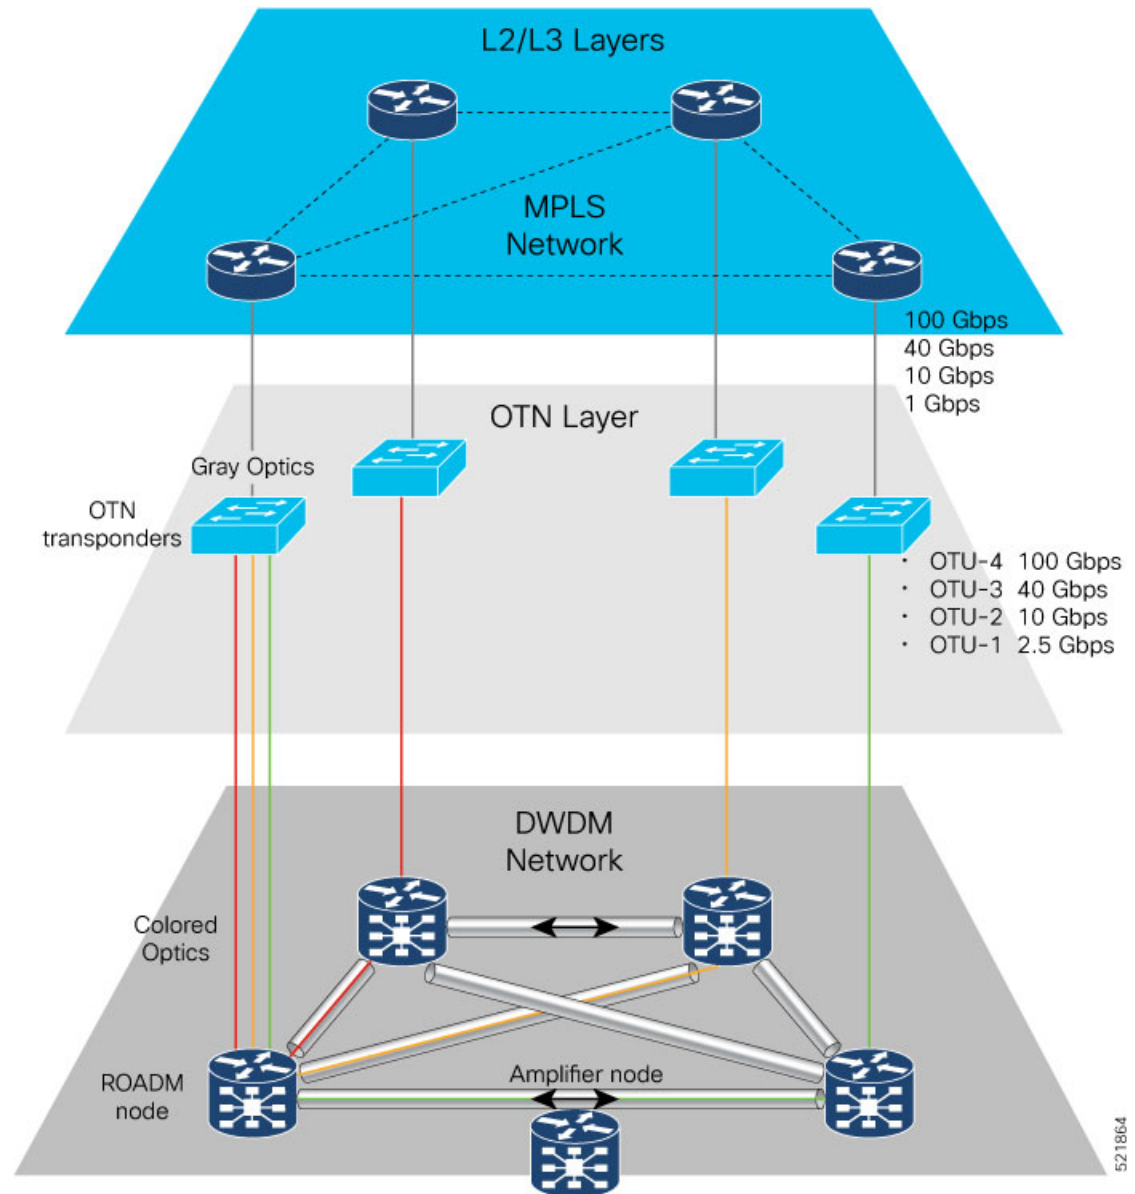 L2/L3 Layers
MPLS
Network
100 Gbps
40 Gbps
10 Gbps
1 Gbps
OTN Layer
Gray Optics
OTN
transponders
· OTU-4 100 Gbps
· OTU-3 40 Gbps
· OTU-2 10 Gbps
· OTU-1 2.5 Gbps
DWDM
Network
Colored
Optics
ROADM
node
Amplifier node
521864